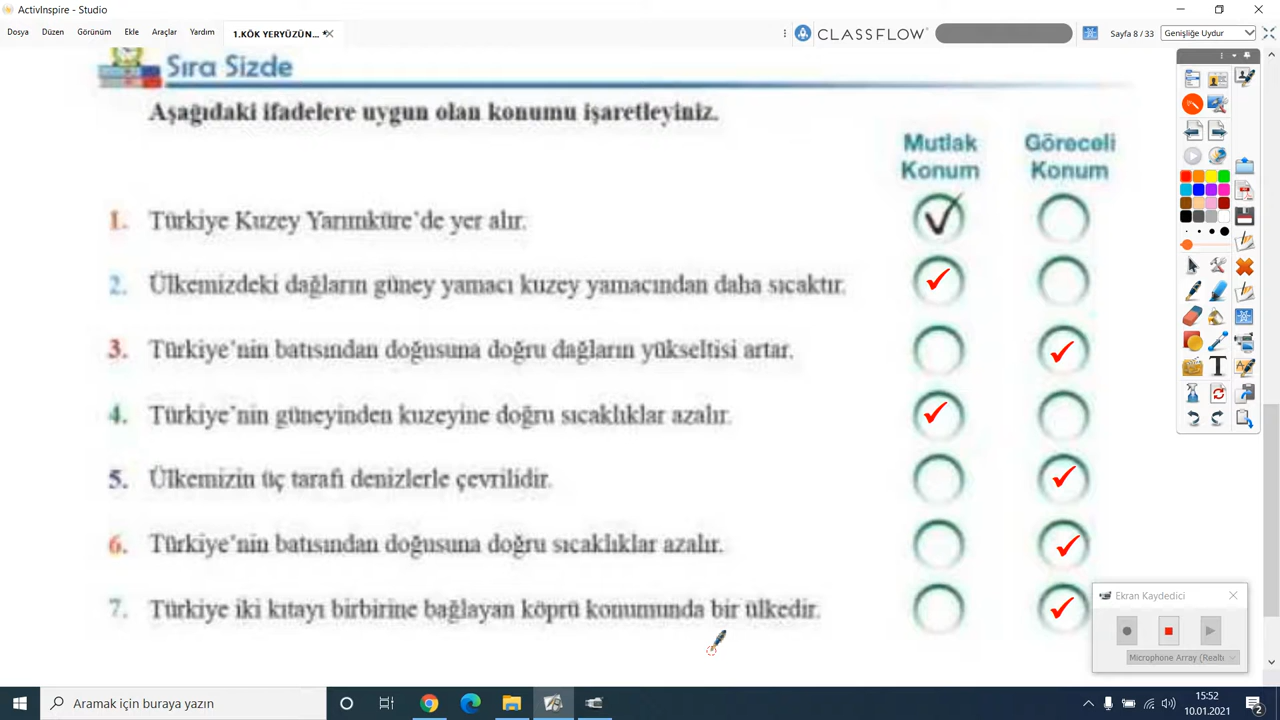 ActivInspire - Studio
Dosya Düzen Görünüm Ekle Araçlar Yardım 1.KÖK YERYÜZÜN... CLASSFLOW Sayfa 8 / 33 Genişliğe Uydur
Sıra Sizde
Aşağıdaki ifadelere uygun olan konumu işaretleyiniz.
Mutlak Konum
Göreceli Konum
1. Türkiye Kuzey Yarımküre'de yer alır.
2. Ülkemizdeki dağların güney yamacı kuzey yamacından daha sıcaktır.
3. Türkiye'nin batısından doğusuna doğru dağların yükseltisi artar.
4. Türkiye'nin güneyinden kuzeyine doğru sıcaklıklar azalır.
5. Ülkemizin üç tarafı denizlerle çevrilidir.
6. Türkiye'nin batısından doğusuna doğru sıcaklıklar azalır.
7. Türkiye iki kıtayı birbirine bağlayan köprü konumunda bir ülkedir.
Ekran Kaydedici
Microphone Array (Realt
Aramak için buraya yazın
15:52
10.01.2021
2